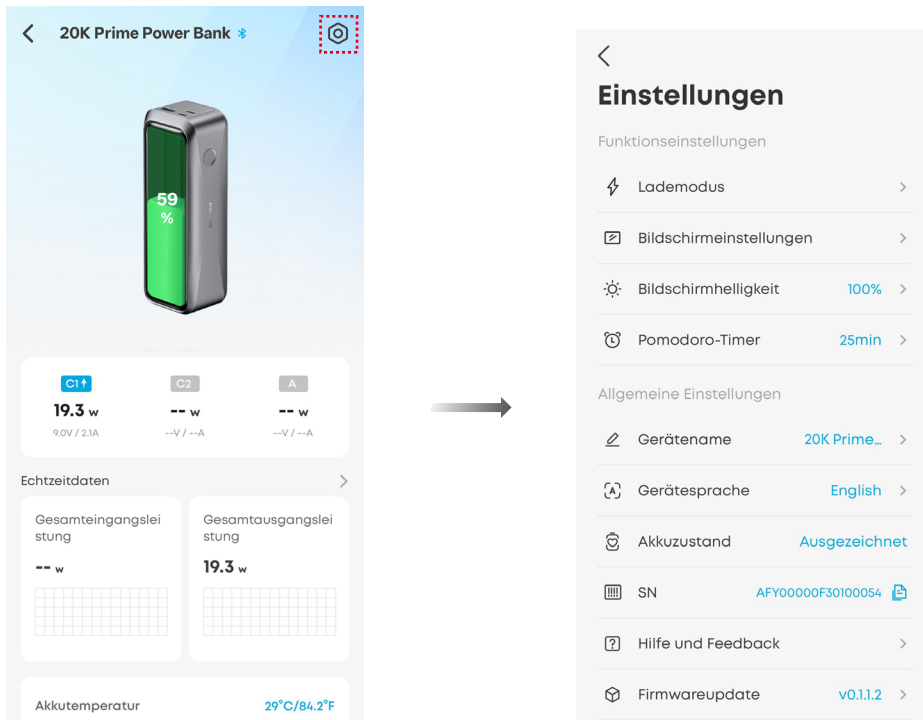 20K Prime Power Bank
59
%
C1 C2 A
19.3 w -- w -- w
9.0V / 2.1A --V / --A --V / --A
Echtzeitdaten
Gesamteingangslei
stung
-- w
Gesamtausgangslei
stung
19.3 w
Akkutemperatur 29°C/84.2°F
Einstellungen
Funktionseinstellungen
Lademodus
Bildschirmeinstellungen
Bildschirmhelligkeit 100%
Pomodoro-Timer 25min
Allgemeine Einstellungen
Gerätename 20K Prime...
Gerätesprache English
Akkuzustand Ausgezeichnet
SN AFY00000F30100054
Hilfe und Feedback
Firmwareupdate v0.1.1.2